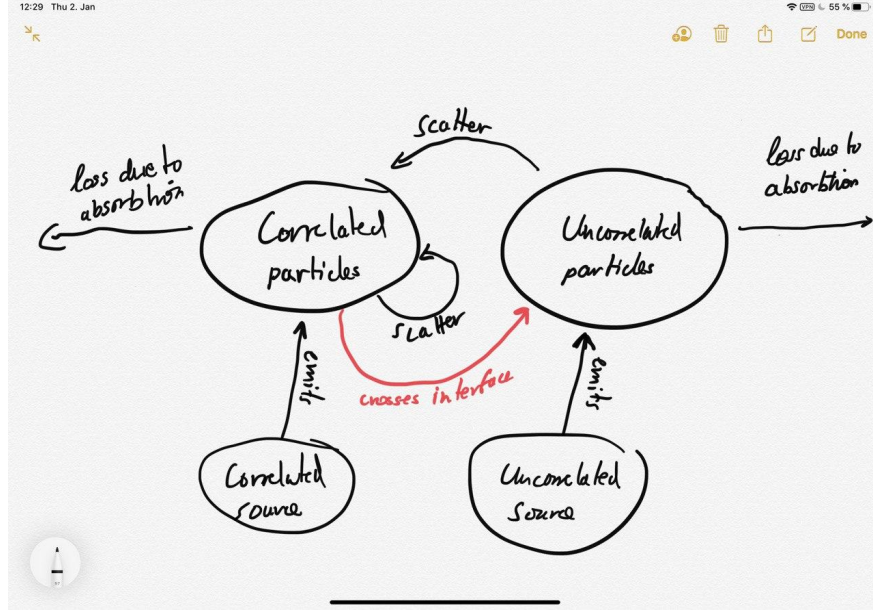 12:29 Thu 2. Jan
VPN
55 %
Done
scatter
loss due to
absorbtion
loss due to
absorbtion
Correlated
particles
Uncorrelated
particles
scatter
crosses interface
emits
emits
Correlated
source
Uncorrelated
Source